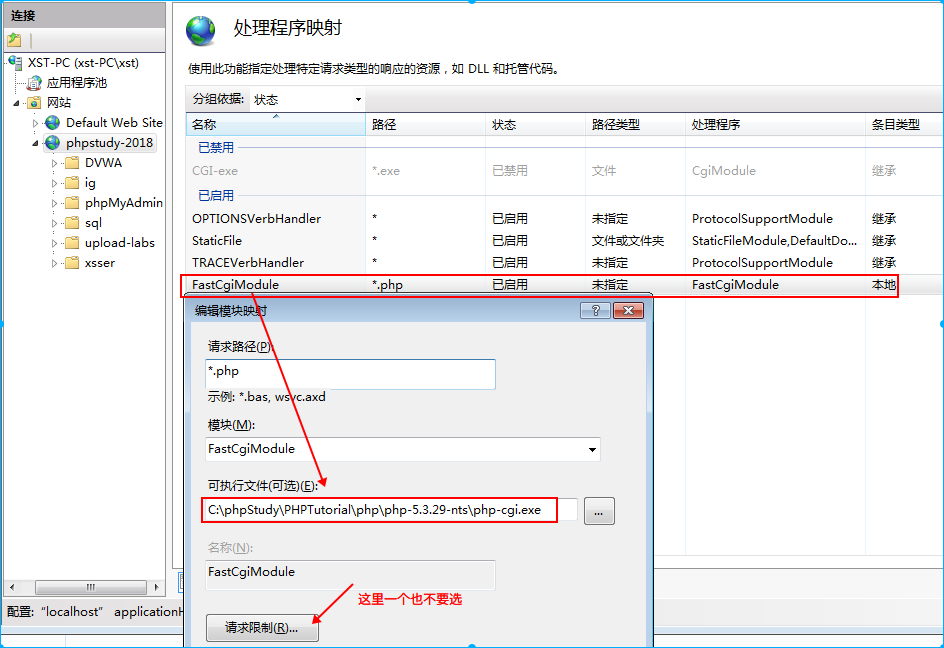 连接
XST-PC (xst-PC\xst)
应用程序池
网站
Default Web Site
phpstudy-2018
DVWA
ig
phpMyAdmin
sql
upload-labs
xsser
处理程序映射
使用此功能指定处理特定请求类型的响应的资源，如 DLL 和托管代码。
分组依据: 状态
名称 路径 状态 路径类型 处理程序 条目类型
已禁用
CGI-exe *.exe 已禁用 文件 CgiModule 继承
已启用
OPTIONSVerbHandler * 已启用 未指定 ProtocolSupportModule 继承
StaticFile * 已启用 文件或文件夹 StaticFileModule,DefaultDo... 继承
TRACEVerbHandler * 已启用 未指定 ProtocolSupportModule 继承
FastCgiModule *.php 已启用 未指定 FastCgiModule 本地
编辑模块映射
请求路径(P):
*.php
示例: *.bas, wsvc.axd
模块(M):
FastCgiModule
可执行文件(可选)(E):
C:\phpStudy\PHPTutorial\php\php-5.3.29-nts\php-cgi.exe
...
名称(N):
FastCgiModule
这里一个也不要选
请求限制(R)...
配置: "localhost" applicationH